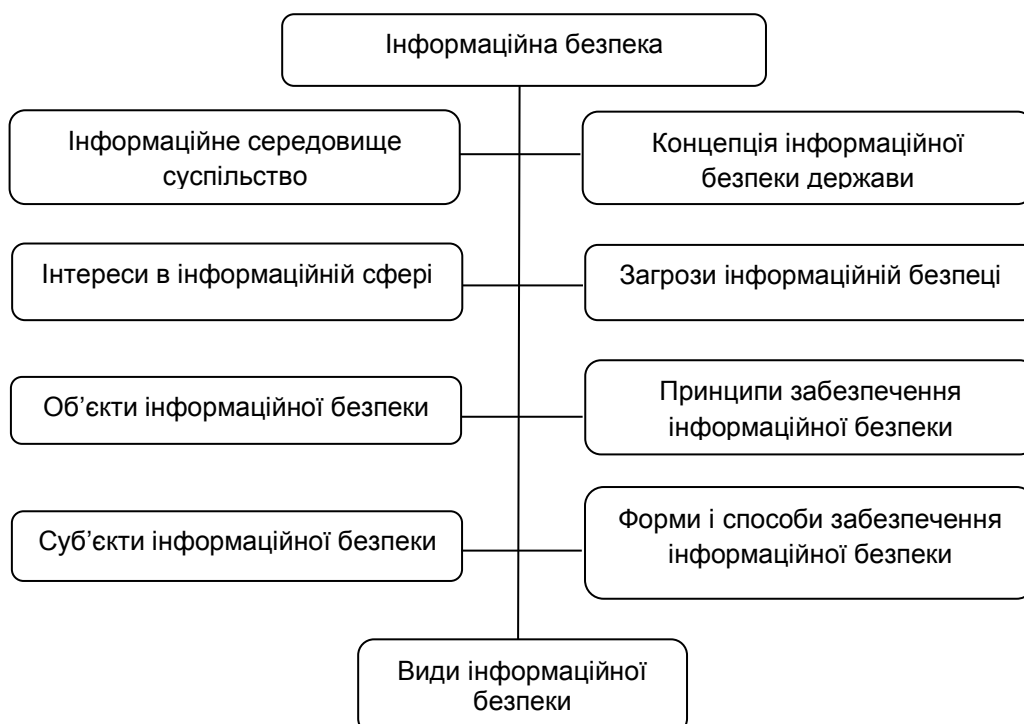 Інформаційна безпека
Інформаційне середовище
суспільство
Концепція інформаційної
безпеки держави
Інтереси в інформаційній сфері
Загрози інформаційній безпеці
Об’єкти інформаційної безпеки
Принципи забезпечення
інформаційної безпеки
Суб’єкти інформаційної безпеки
Форми і способи забезпечення
інформаційної безпеки
Види інформаційної
безпеки